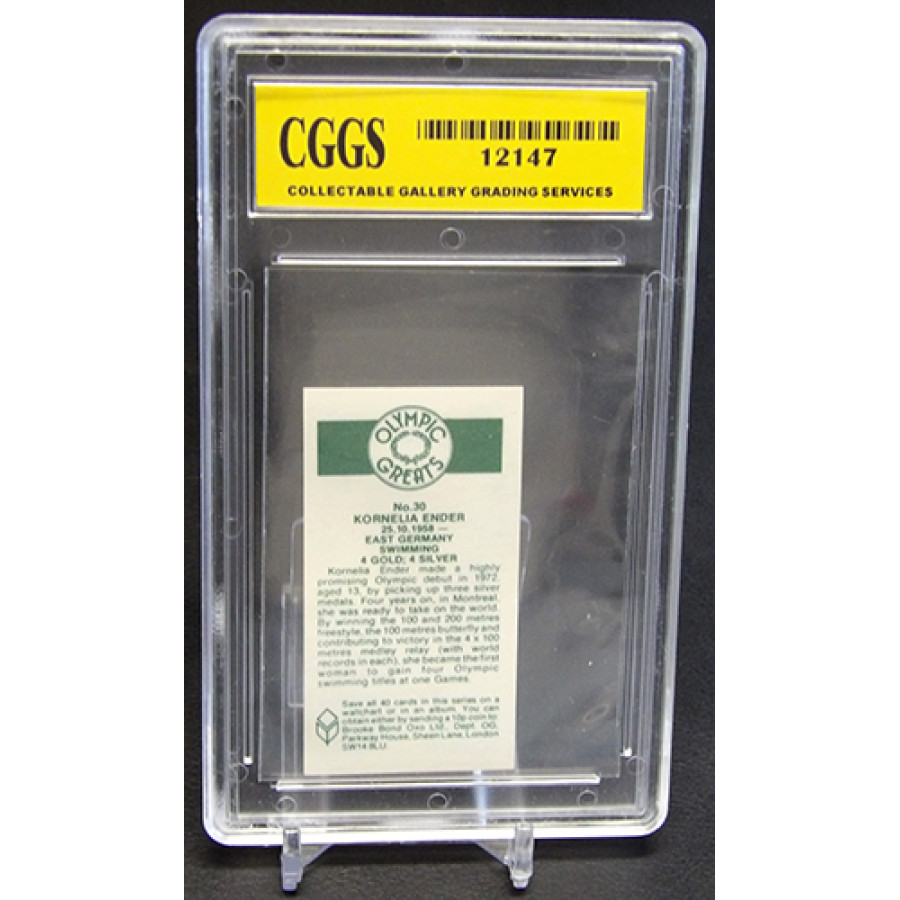 CGGS
12147
COLLECTABLE GALLERY GRADING SERVICES
OLYMPIC
GREATS
No.30
KORNELIA ENDER
25.10.1958 —
EAST GERMANY
SWIMMING
4 GOLD; 4 SILVER
Kornelia Ender made a highly
promising Olympic debut in 1972,
aged 13, by picking up three silver
medals. Four years on, in Montreal,
she was ready to take on the world.
By winning the 100 and 200 metres
freestyle, the 100 metres butterfly and
contributing to victory in the 4 x 100
metres medley relay (with world
records in each), she became the first
woman to gain four Olympic
swimming titles at one Games.
Save all 40 cards in this series on a
wallchart or in an album. You can
obtain either by sending a 10p coin to:
Brooke Bond Oxo Ltd., Dept. OG,
Parkway House, Sheen Lane, London
SW14 8LU.